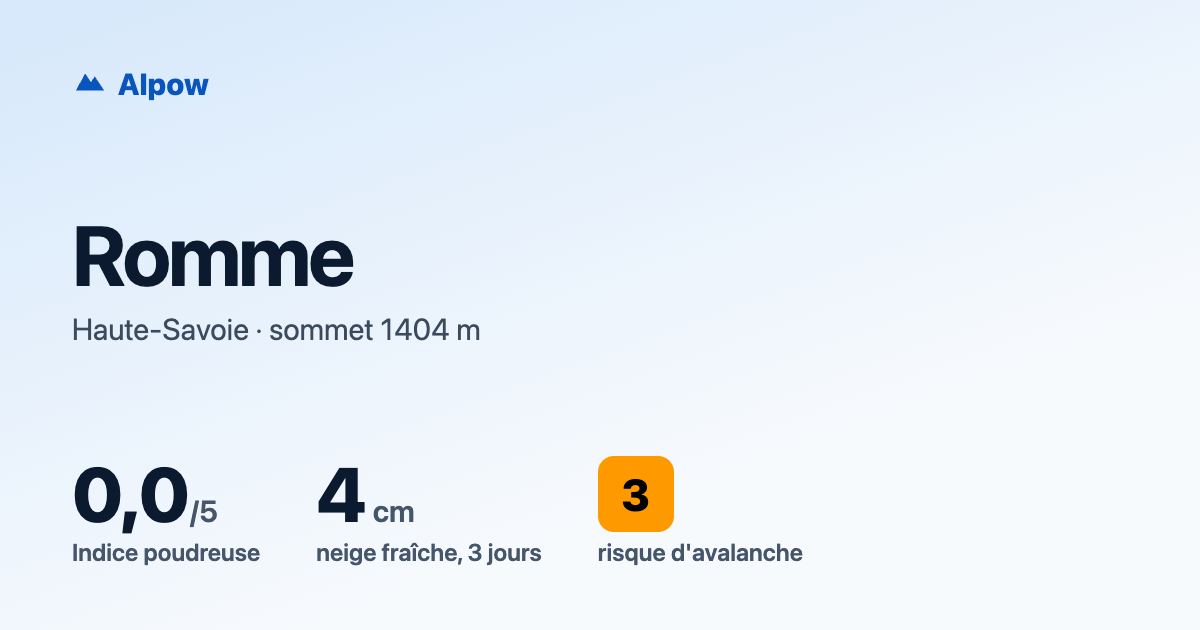 Alpow
Romme
Haute-Savoie · sommet 1404 m
0,0/5
Indice poudreuse
4 cm
neige fraîche, 3 jours
3
risque d'avalanche